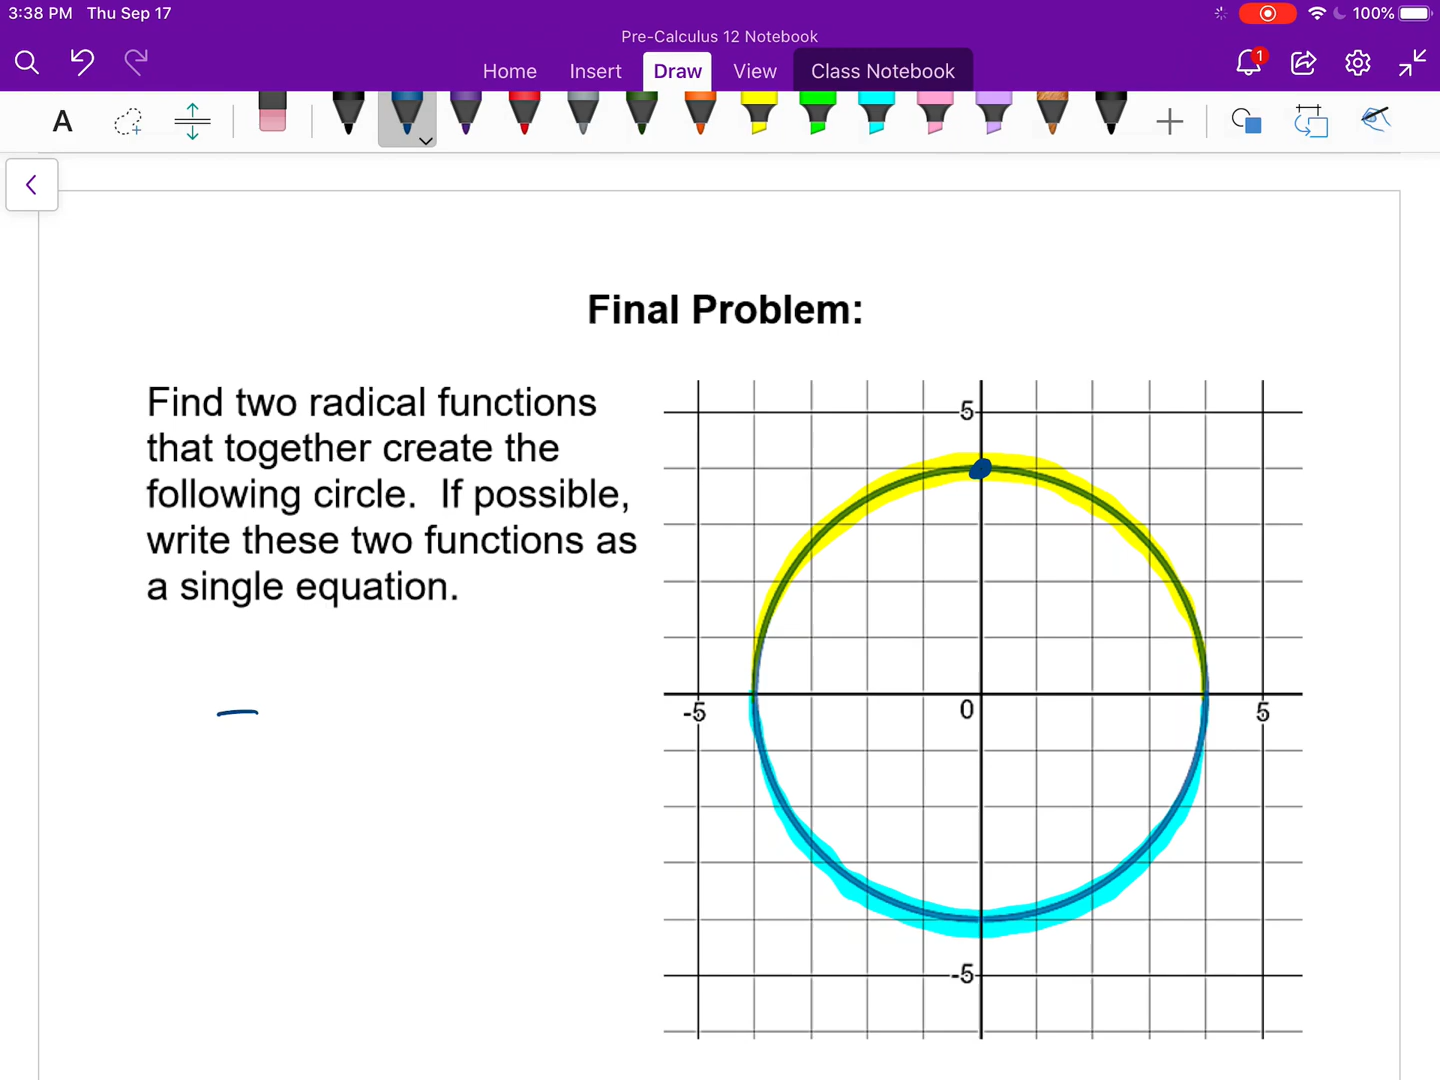 3:38 PM Thu Sep 17
100%
Pre-Calculus 12 Notebook
1
Home Insert Draw View Class Notebook
A
Final Problem:
Find two radical functions
that together create the
following circle. If possible,
write these two functions as
a single equation.
5
-5 0 5
-5